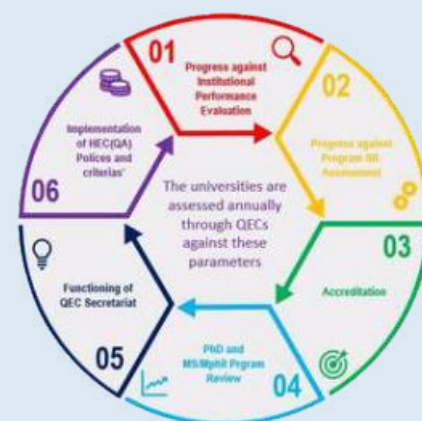 01
Progress against
Institutional
Performance
Evaluation
02
Progress against
Program
Assessment
03
Accreditation
PhD and
MS/Mphil Prgram
Review
04
Functioning of
QEC Secretariat
05
Implementation
of HEC(QA)
Polices and
criterias'
06
The universities are
assessed annually
through QECs
against these
parameters